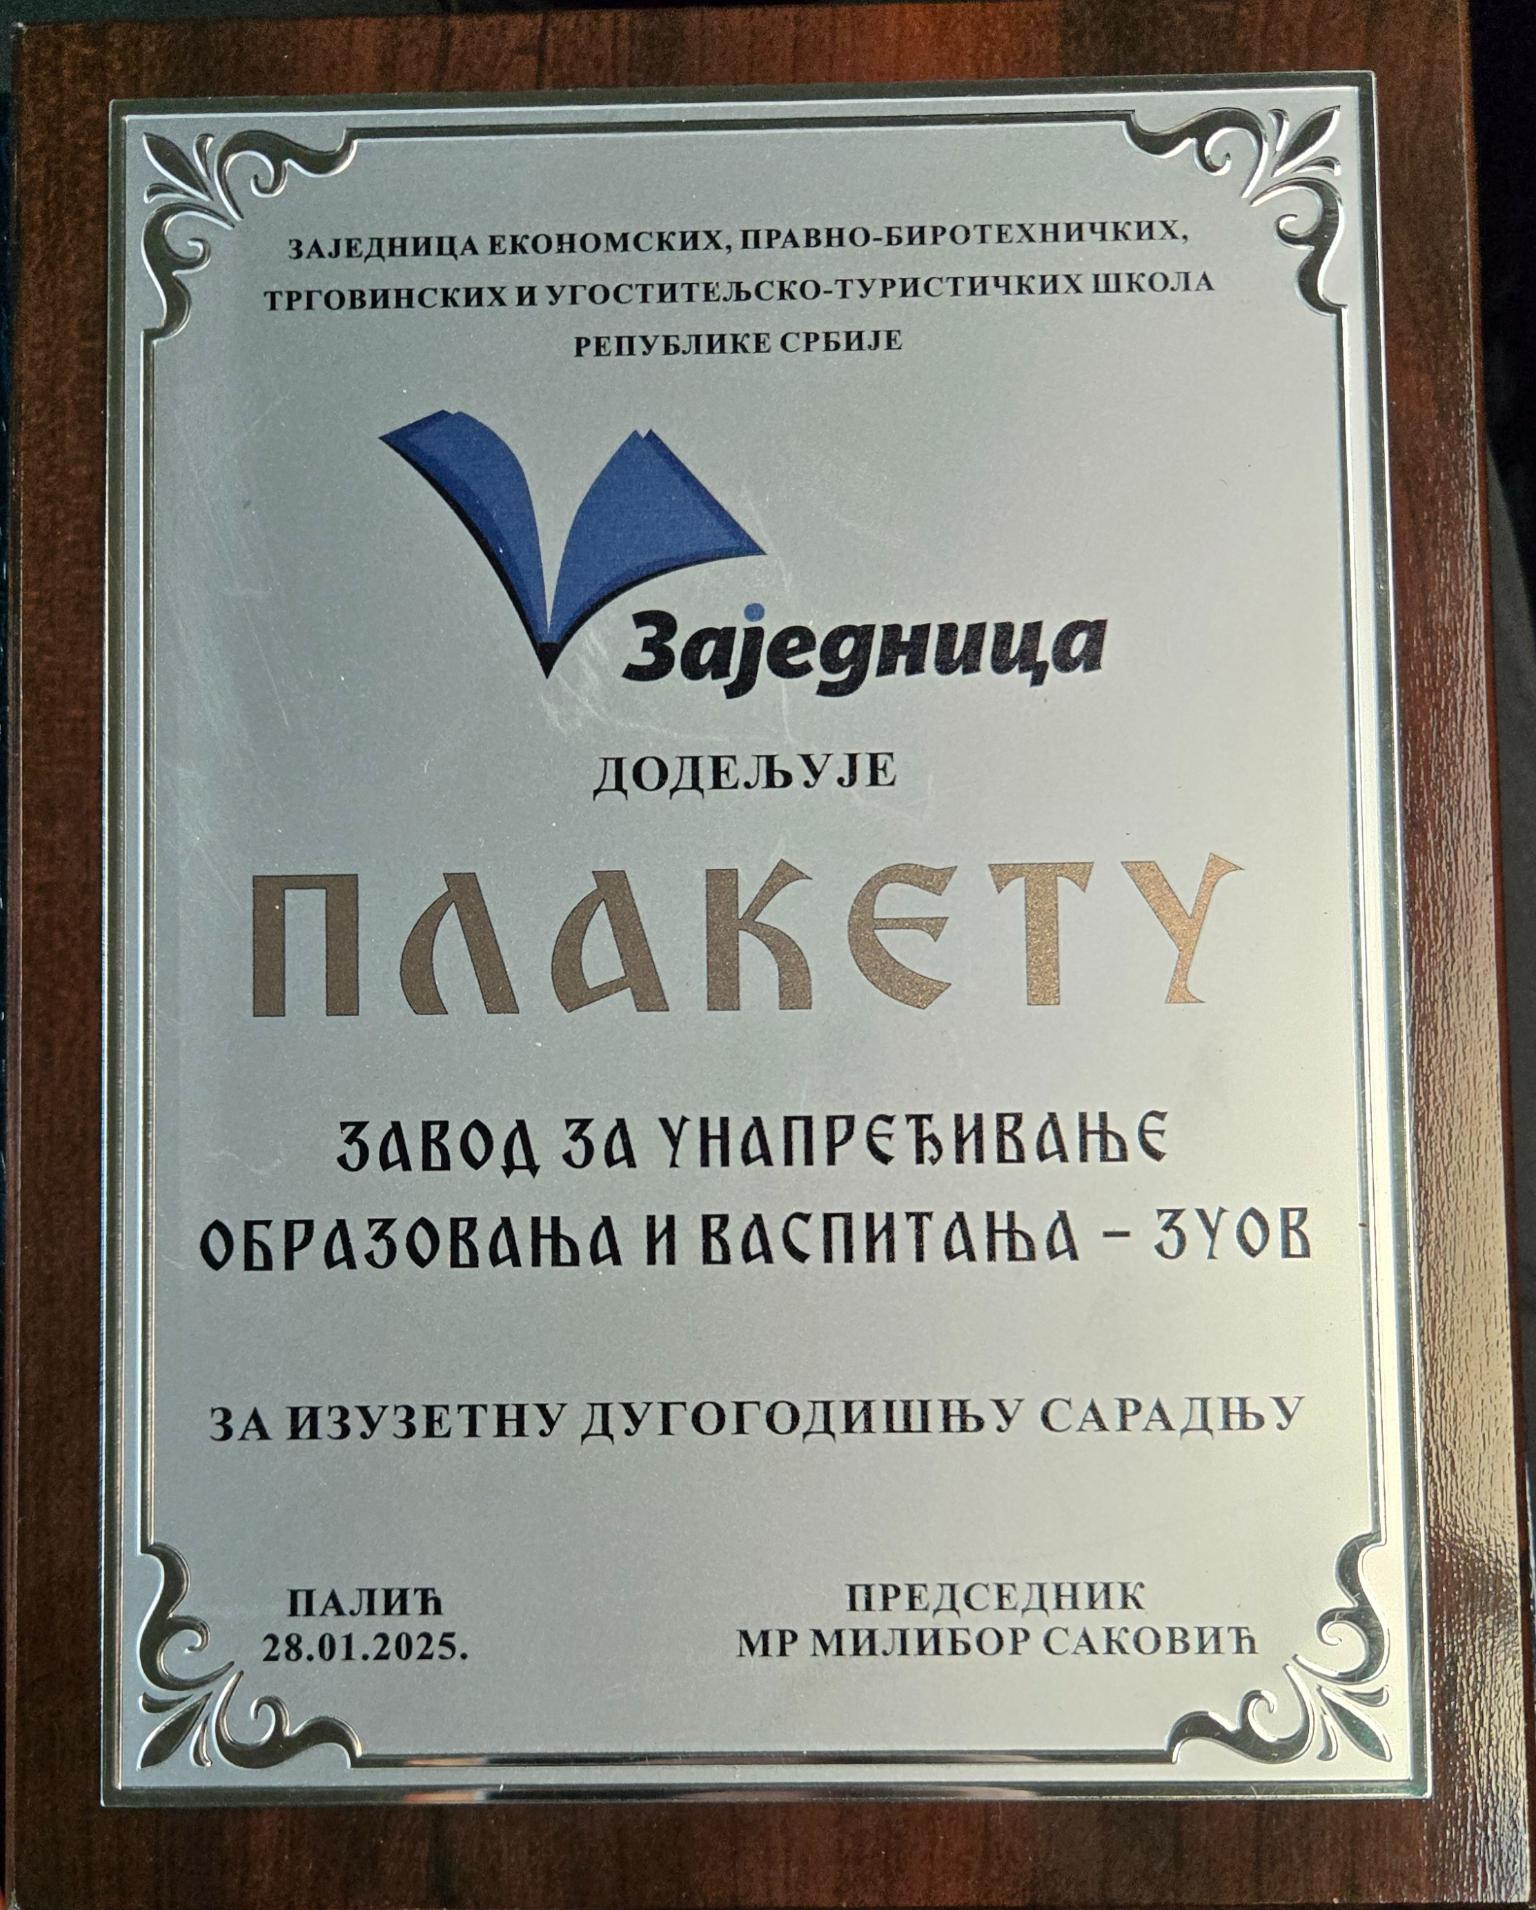 ЗАЈЕДНИЦА ЕКОНОМСКИХ, ПРАВНО-БИРОТЕХНИЧКИХ,
ТРГОВИНСКИХ И УГОСТИТЕЉСКО-ТУРИСТИЧКИХ ШКОЛА
РЕПУБЛИКЕ СРБИЈЕ
Заједница
ДОДЕЉУЈЕ
ПЛАКЕТУ
ЗАВОД ЗА УНАПРЕЂИВАЊЕ
ОБРАЗОВАЊА И ВАСПИТАЊА – ЗУОВ
ЗА ИЗУЗЕТНУ ДУГОГОДИШЊУ САРАДЊУ
ПАЛИЋ
28.01.2025.
ПРЕДСЕДНИК
МР МИЛИБОР САКОВИЋ